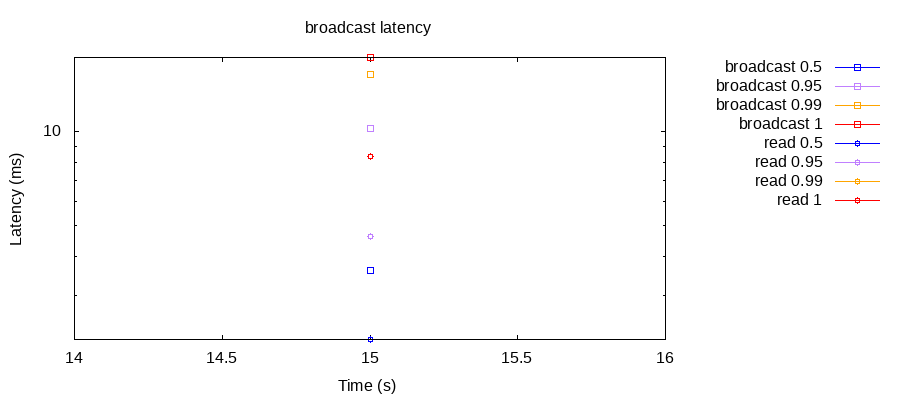 broadcast latency
broadcast 0.5
broadcast 0.95
broadcast 0.99
broadcast 1
read 0.5
read 0.95
read 0.99
read 1
10
Latency (ms)
14 14.5 15 15.5 16
Time (s)